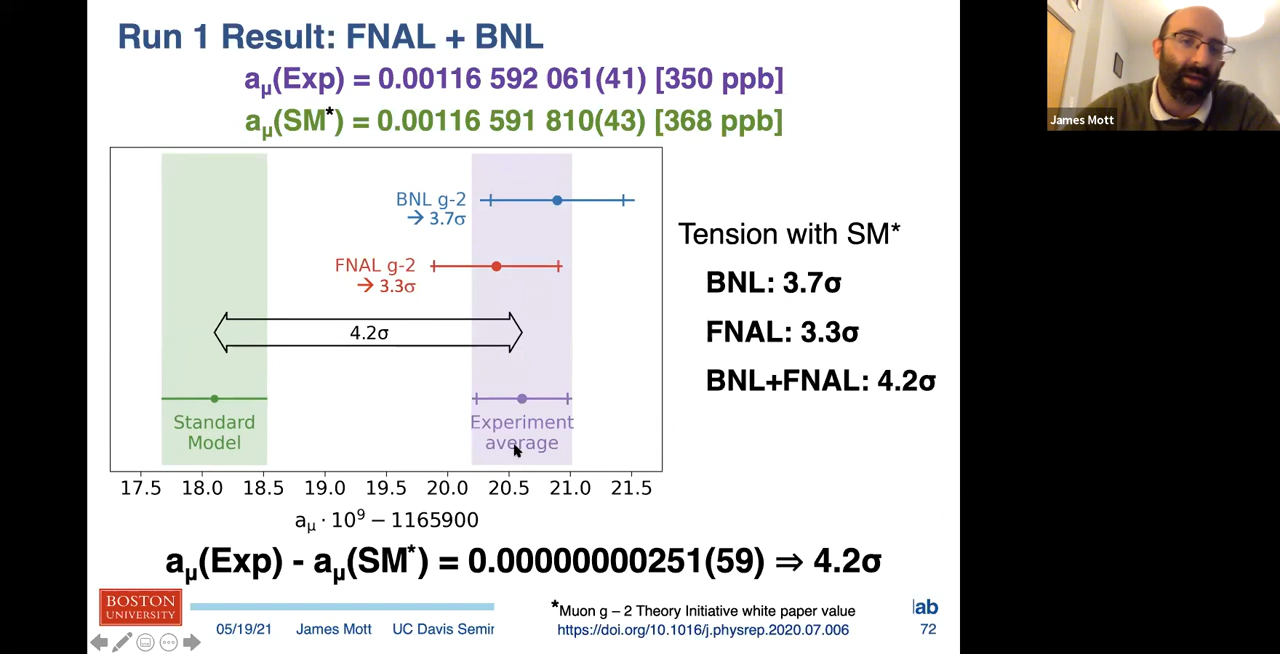 Run 1 Result: FNAL + BNL
aμ(Exp) = 0.00116 592 061(41) [350 ppb]
aμ(SM*) = 0.00116 591 810(43) [368 ppb]
James Mott
BNL g-2
→ 3.7σ
FNAL g-2
→ 3.3σ
4.2σ
Standard
Model
Experiment
average
17.5 18.0 18.5 19.0 19.5 20.0 20.5 21.0 21.5
aμ · 10⁹ − 1165900
Tension with SM*
BNL: 3.7σ
FNAL: 3.3σ
BNL+FNAL: 4.2σ
aμ(Exp) - aμ(SM*) = 0.00000000251(59) ⇒ 4.2σ
BOSTON
UNIVERSITY
*Muon g – 2 Theory Initiative white paper value
https://doi.org/10.1016/j.physrep.2020.07.006
lab
05/19/21 James Mott UC Davis Semir
72